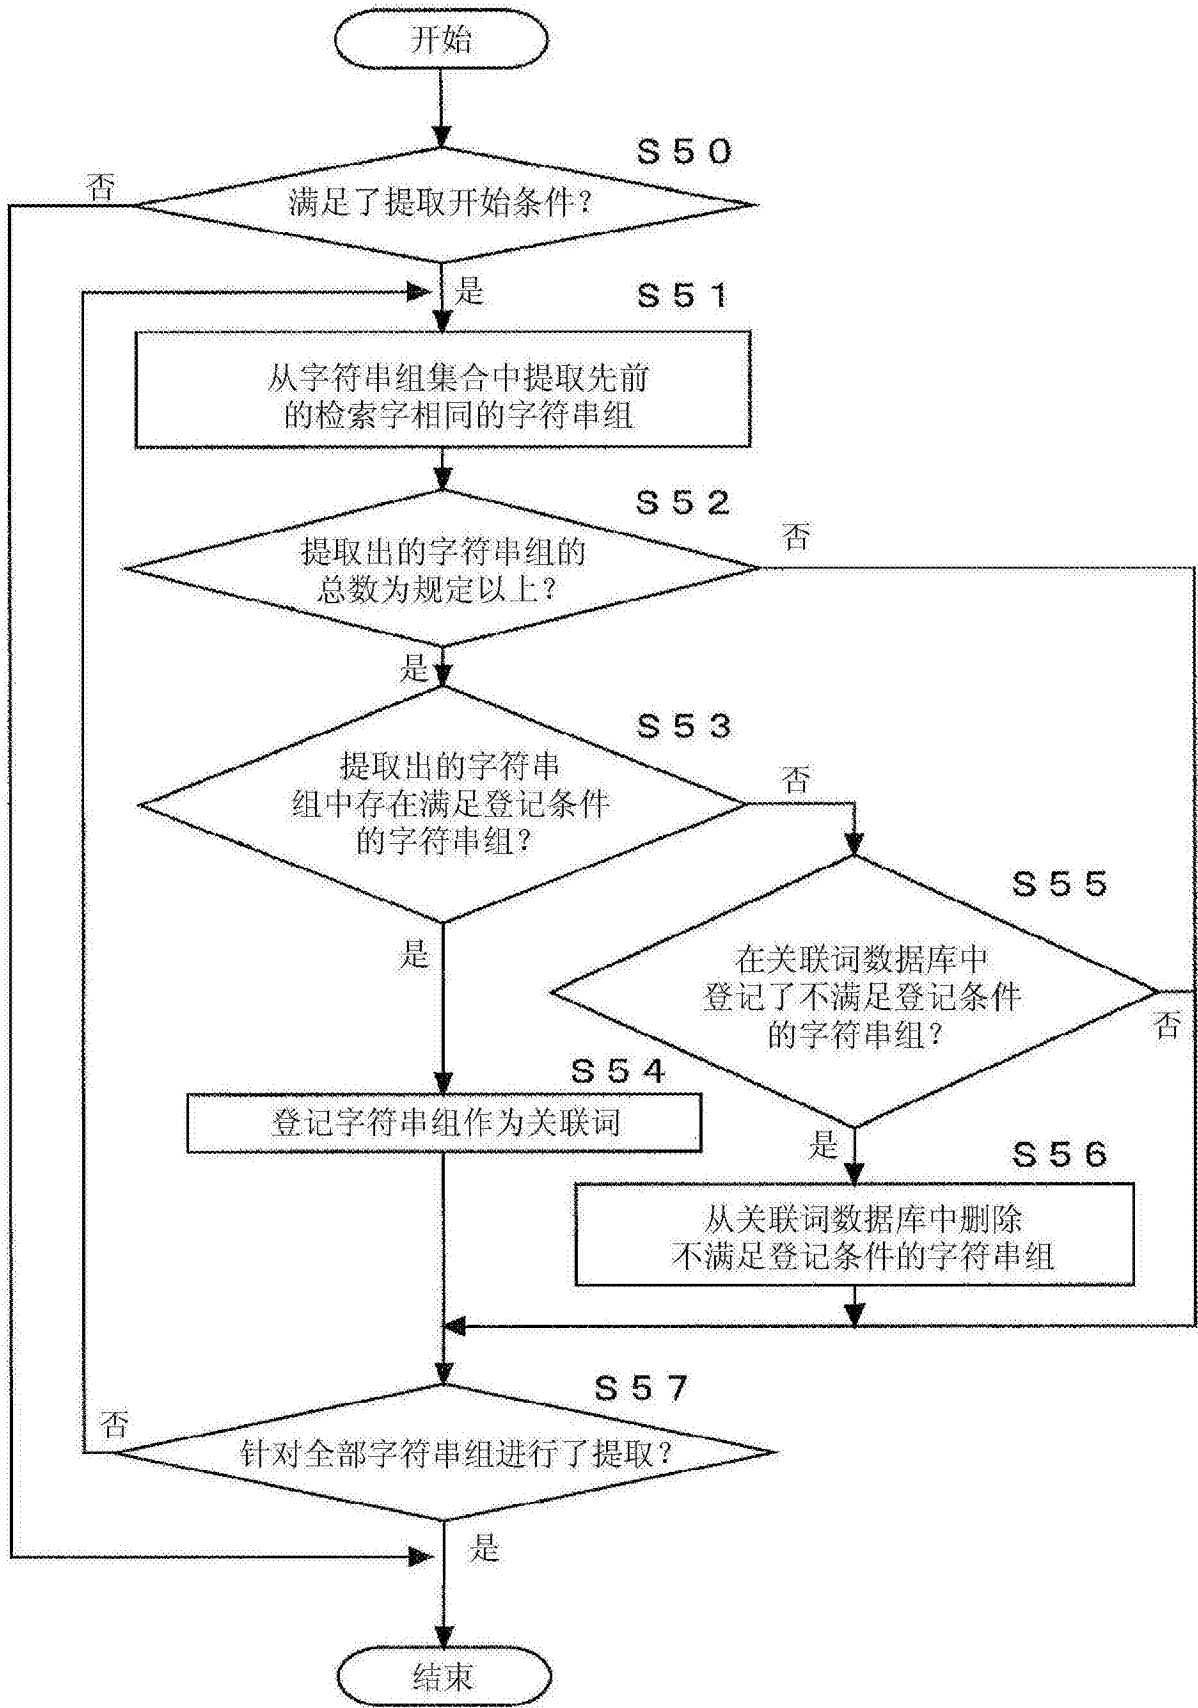 开始
S50
否
满足了提取开始条件?
是
S51
从字符串组集合中提取先前
的检索字相同的字符串组
S52
否
提取出的字符串组的
总数为规定以上?
是
S53
否
提取出的字符串
组中存在满足登记条件
的字符串组?
S55
是
在关联词数据库中
登记了不满足登记条件
的字符串组?
否
S54
登记字符串组作为关联词
是
S56
从关联词数据库中删除
不满足登记条件的字符串组
S57
否
针对全部字符串组进行了提取?
是
结束